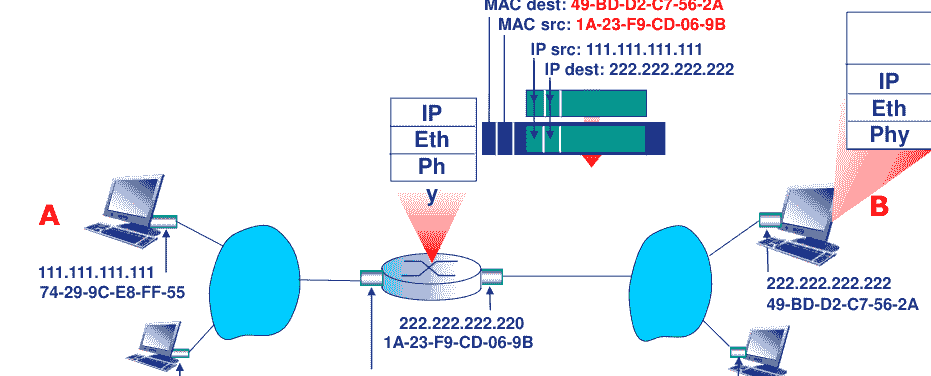 MAC dest: 49-BD-D2-C7-56-2A
MAC src: 1A-23-F9-CD-06-9B
IP src: 111.111.111.111
IP dest: 222.222.222.222
IP
Eth
Ph
y
IP
Eth
Phy
A
B
111.111.111.111
74-29-9C-E8-FF-55
222.222.222.220
1A-23-F9-CD-06-9B
222.222.222.222
49-BD-D2-C7-56-2A